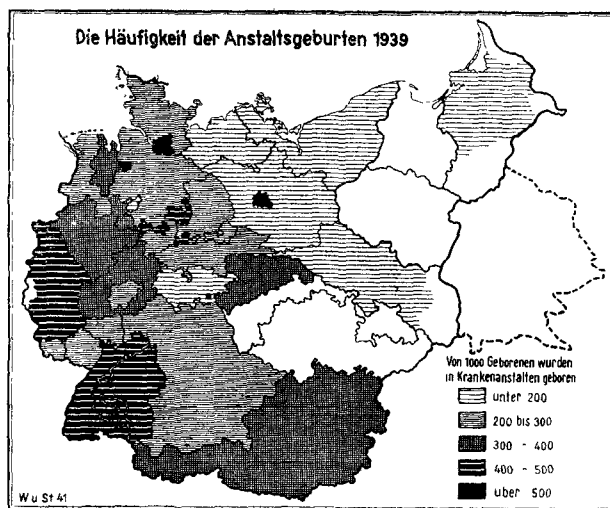 Die Häufigkeit der Anstaltsgeburten 1939
Von 1000 Geborenen wurden
in Krankenanstalten geboren
unter 200
200 bis 300
300 - 400
400 - 500
über 500
W u St 41